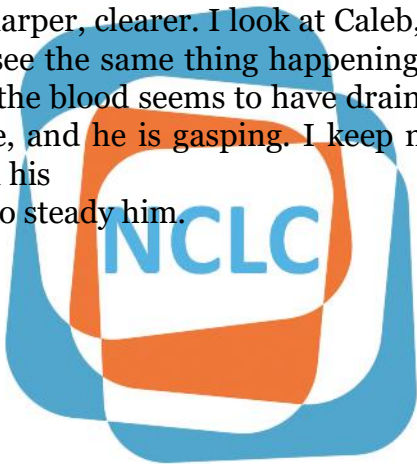 arper, clearer. I look at Caleb,
see the same thing happening
the blood seems to have drain
e, and he is gasping. I keep
his
o steady him.
NCLC